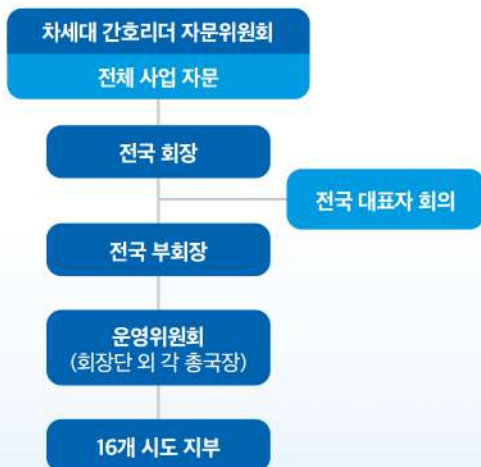 차세대 간호리더 자문위원회
전체 사업 자문
전국 회장
전국 대표자 회의
전국 부회장
운영위원회
(회장단 외 각 총국장)
16개 시도 지부